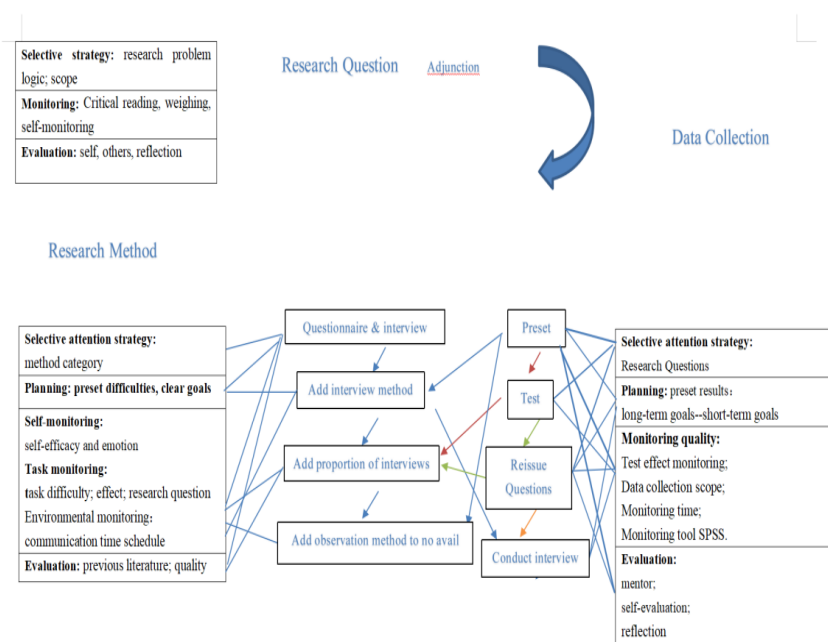 Selective strategy: research problem
logic; scope
Monitoring: Critical reading, weighing,
self-monitoring
Evaluation: self, others, reflection
Research Question
Adjunction
Data Collection
Research Method
Selective attention strategy:
method category
Planning: preset difficulties, clear goals
Self-monitoring:
self-efficacy and emotion
Task monitoring:
task difficulty; effect; research question
Environmental monitoring：
communication time schedule
Evaluation: previous literature; quality
Questionnaire & interview
Add interview method
Add proportion of interviews
Add observation method to no avail
Preset
Test
Reissue
Questions
Conduct interview
Selective attention strategy:
Research Questions
Planning: preset results：
long-term goals--short-term goals
Monitoring quality:
Test effect monitoring;
Data collection scope;
Monitoring time;
Monitoring tool SPSS.
Evaluation:
mentor;
self-evaluation;
reflection